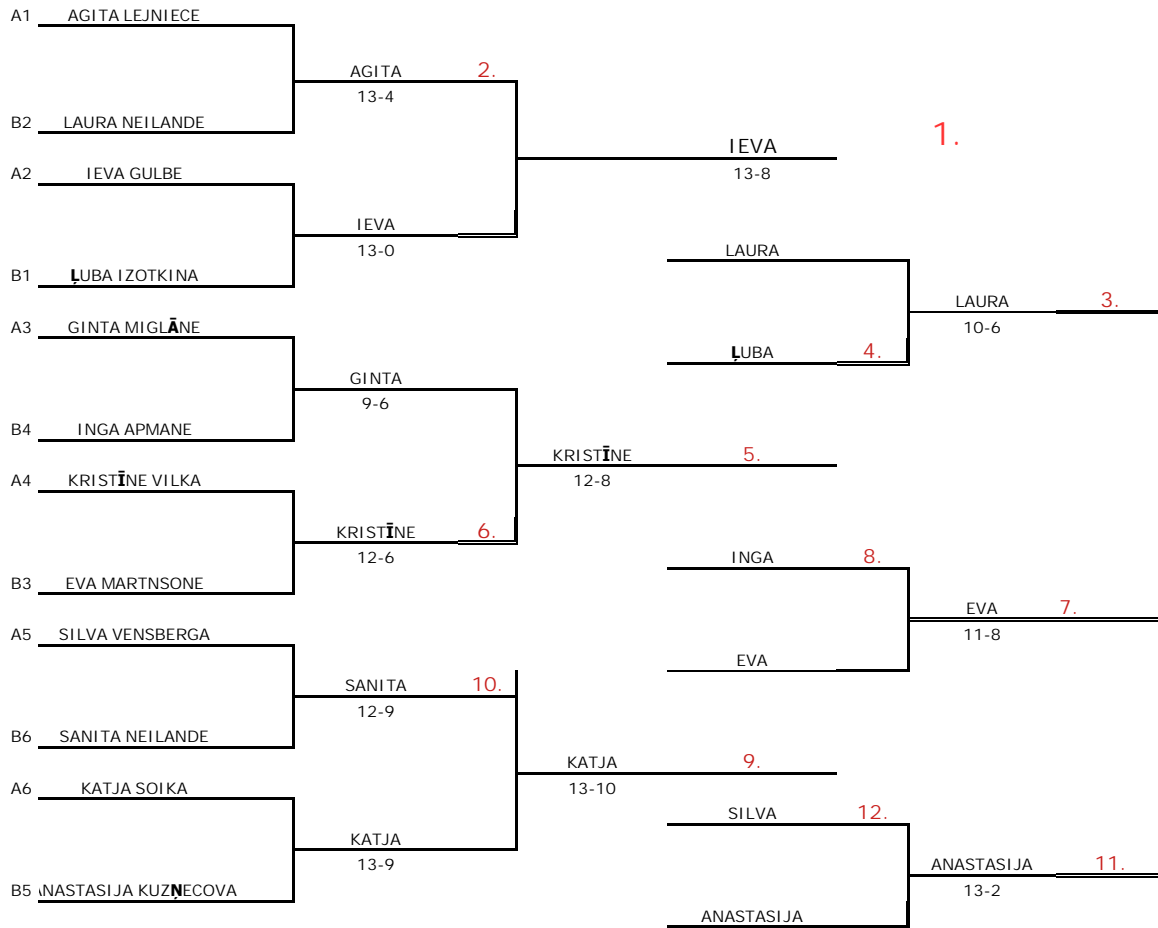 A1 AGITA LEJNIECE
AGITA 2.
13-4
B2 LAURA NEILANDE
IEVA 1.
13-8
A2 IEVA GULBE
IEVA
13-0
LAURA
B1 ĻUBA IZOTKINA
LAURA 3.
10-6
A3 GINTA MIGLĀNE
ĻUBA 4.
GINTA
9-6
B4 INGA APMANE
KRISTĪNE 5.
12-8
A4 KRISTĪNE VILKA
KRISTĪNE 6.
12-6
INGA 8.
B3 EVA MARTNSONE
EVA 7.
11-8
A5 SILVA VENSBERGA
EVA
SANITA 10.
12-9
B6 SANITA NEILANDE
KATJA 9.
13-10
A6 KATJA SOIKA
SILVA 12.
KATJA
13-9
ANASTASIJA 11.
13-2
B5 ANASTASIJA KUZŅECOVA
ANASTASIJA